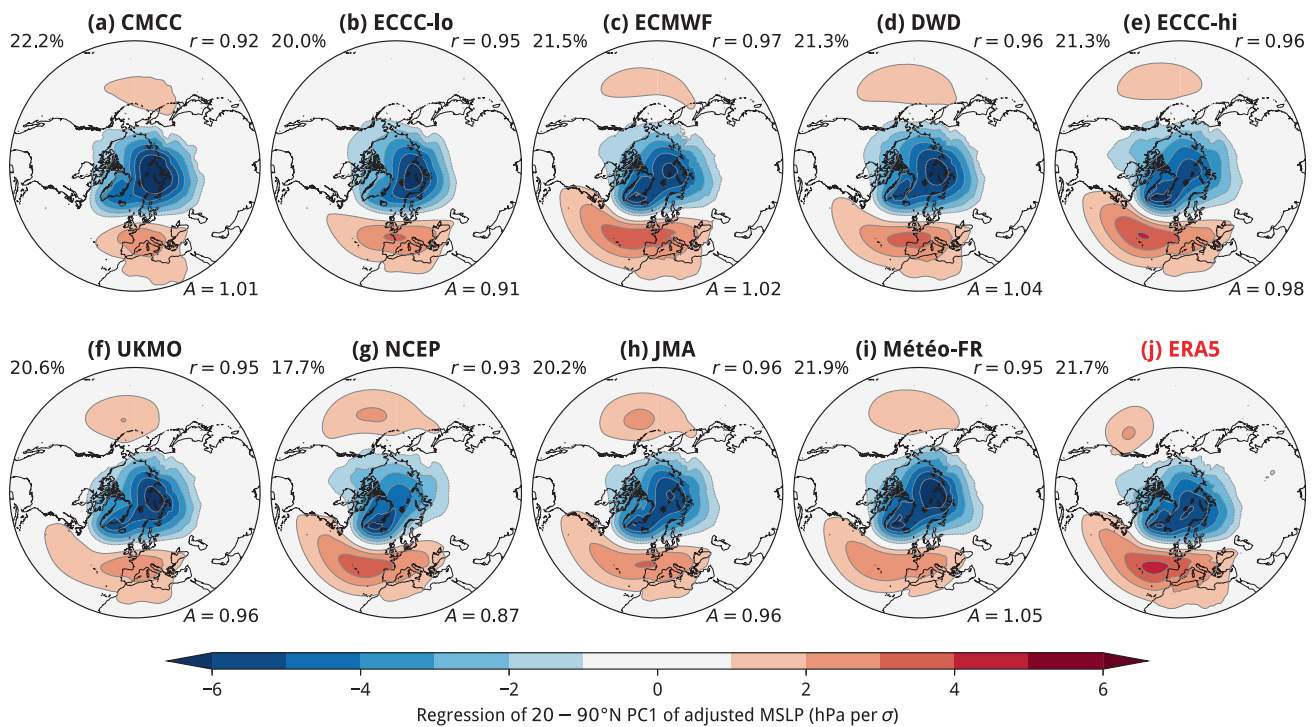 (a) CMCC
22.2%
r = 0.92
A = 1.01
(b) ECCC-lo
20.0%
r = 0.95
A = 0.91
(c) ECMWF
21.5%
r = 0.97
A = 1.02
(d) DWD
21.3%
r = 0.96
A = 1.04
(e) ECCC-hi
21.3%
r = 0.96
A = 0.98
(f) UKMO
20.6%
r = 0.95
A = 0.96
(g) NCEP
17.7%
r = 0.93
A = 0.87
(h) JMA
20.2%
r = 0.96
A = 0.96
(i) Météo-FR
21.9%
r = 0.95
A = 1.05
(j) ERA5
21.7%
−6 −4 −2 0 2 4 6
Regression of 20 − 90°N PC1 of adjusted MSLP (hPa per σ)